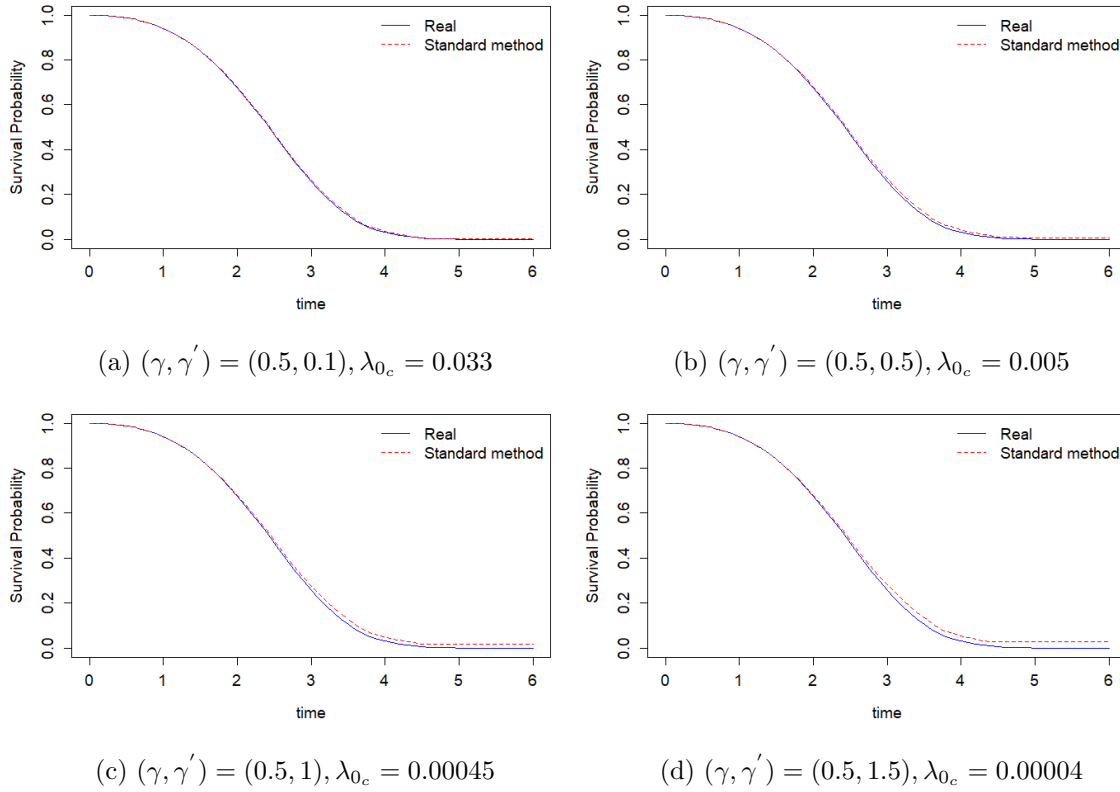 Real
Standard method
Survival Probability
0.0 0.2 0.4 0.6 0.8 1.0
0 1 2 3 4 5 6
time
(a) (γ, γ′) = (0.5, 0.1), λ0c = 0.033
Real
Standard method
Survival Probability
0.0 0.2 0.4 0.6 0.8 1.0
0 1 2 3 4 5 6
time
(b) (γ, γ′) = (0.5, 0.5), λ0c = 0.005
Real
Standard method
Survival Probability
0.0 0.2 0.4 0.6 0.8 1.0
0 1 2 3 4 5 6
time
(c) (γ, γ′) = (0.5, 1), λ0c = 0.00045
Real
Standard method
Survival Probability
0.0 0.2 0.4 0.6 0.8 1.0
0 1 2 3 4 5 6
time
(d) (γ, γ′) = (0.5, 1.5), λ0c = 0.00004